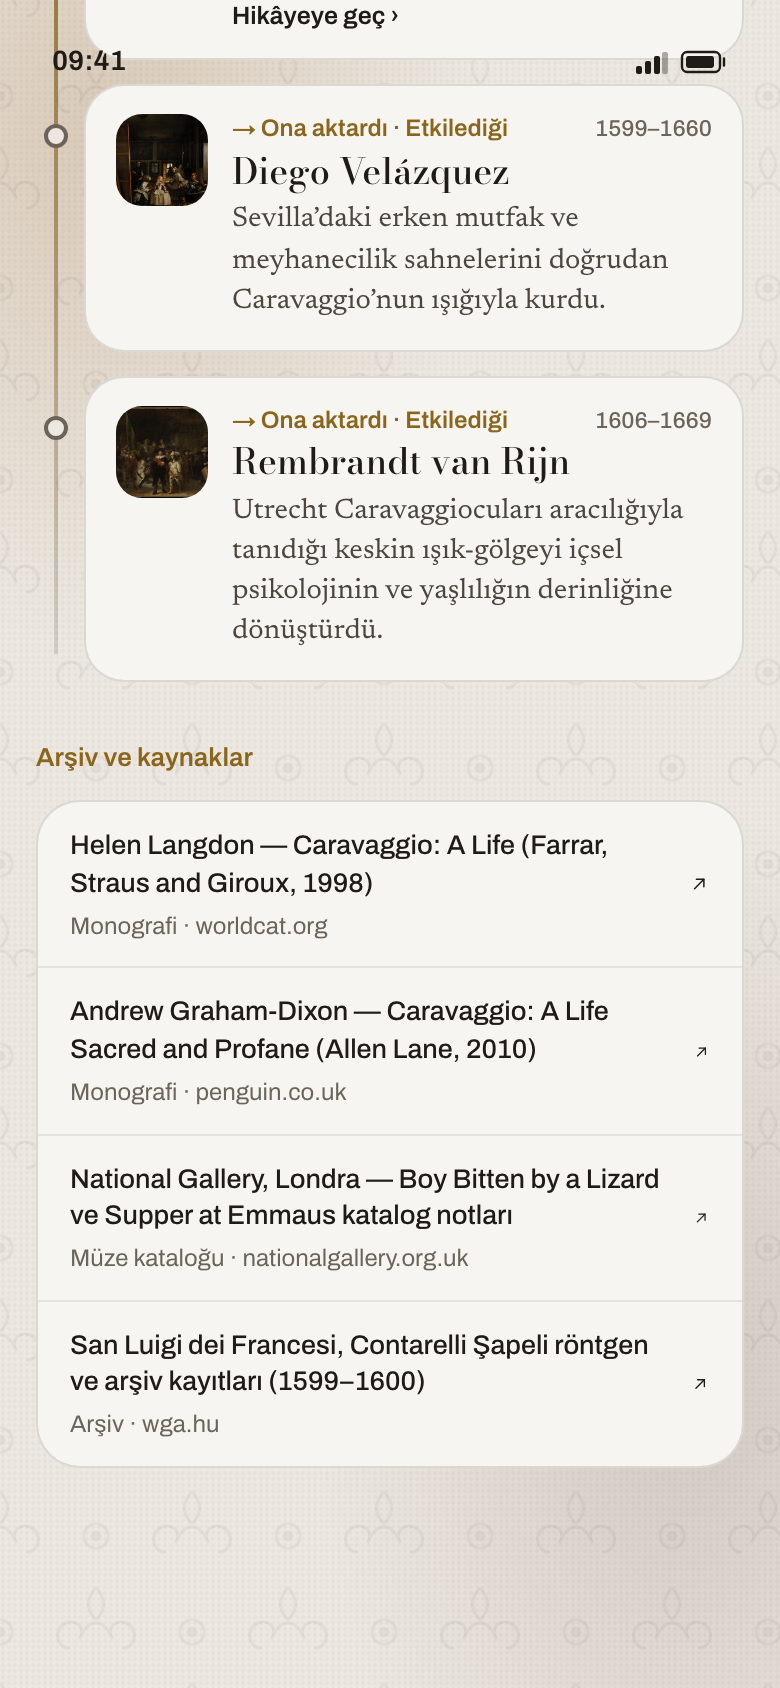 Hikâyeye geç ›
09:41
→ Ona aktardı · Etkilediği 1599–1660
Diego Velázquez
Sevilla’daki erken mutfak ve
meyhanecilik sahnelerini doğrudan
Caravaggio’nun ışığıyla kurdu.
→ Ona aktardı · Etkilediği 1606–1669
Rembrandt van Rijn
Utrecht Caravaggiocuları aracılığıyla
tanıdığı keskin ışık-gölgeyi içsel
psikolojinin ve yaşlılığın derinliğine
dönüştürdü.
Arşiv ve kaynaklar
Helen Langdon — Caravaggio: A Life (Farrar,
Straus and Giroux, 1998)
Monografi · worldcat.org
Andrew Graham-Dixon — Caravaggio: A Life
Sacred and Profane (Allen Lane, 2010)
Monografi · penguin.co.uk
National Gallery, Londra — Boy Bitten by a Lizard
ve Supper at Emmaus katalog notları
Müze kataloğu · nationalgallery.org.uk
San Luigi dei Francesi, Contarelli Şapeli röntgen
ve arşiv kayıtları (1599–1600)
Arşiv · wga.hu